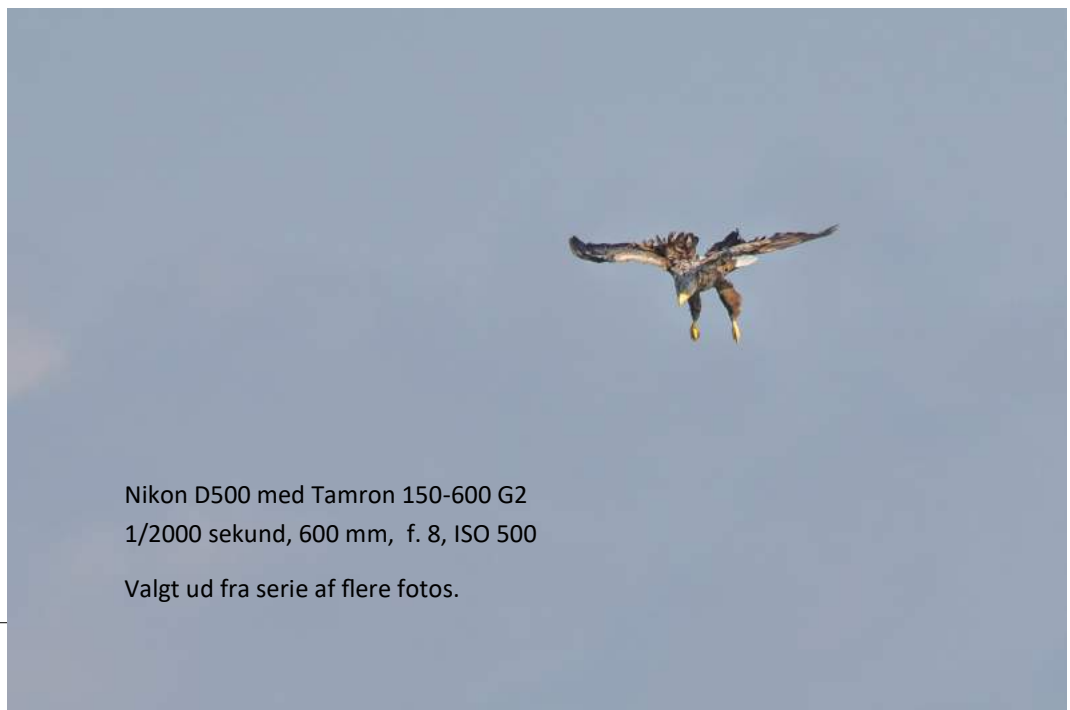 Nikon D500 med Tamron 150-600 G2
1/2000 sekund, 600 mm,  f. 8, ISO 500
Valgt ud fra serie af flere fotos.